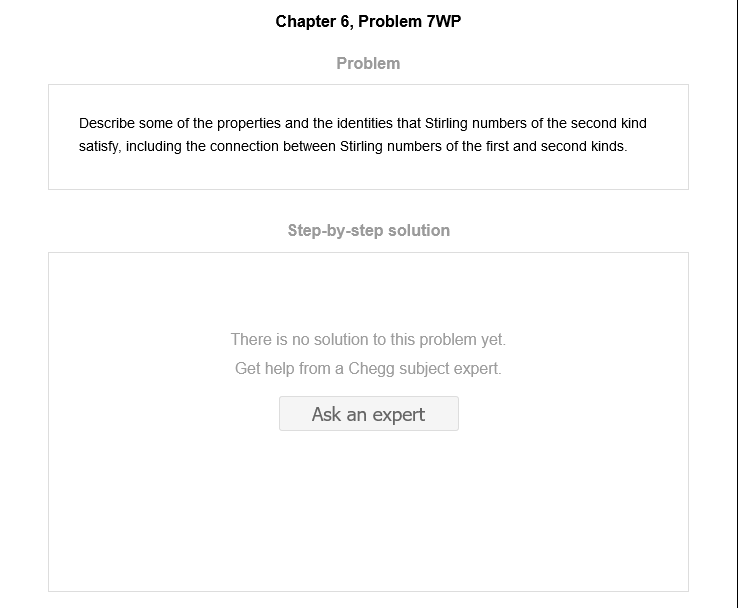 Chapter 6, Problem 7WP
Problem
Describe some of the properties and the identities that Stirling numbers of the second kind
satisfy, including the connection between Stirling numbers of the first and second kinds.
Step-by-step solution
There is no solution to this problem yet.
Get help from a Chegg subject expert.
Ask an expert